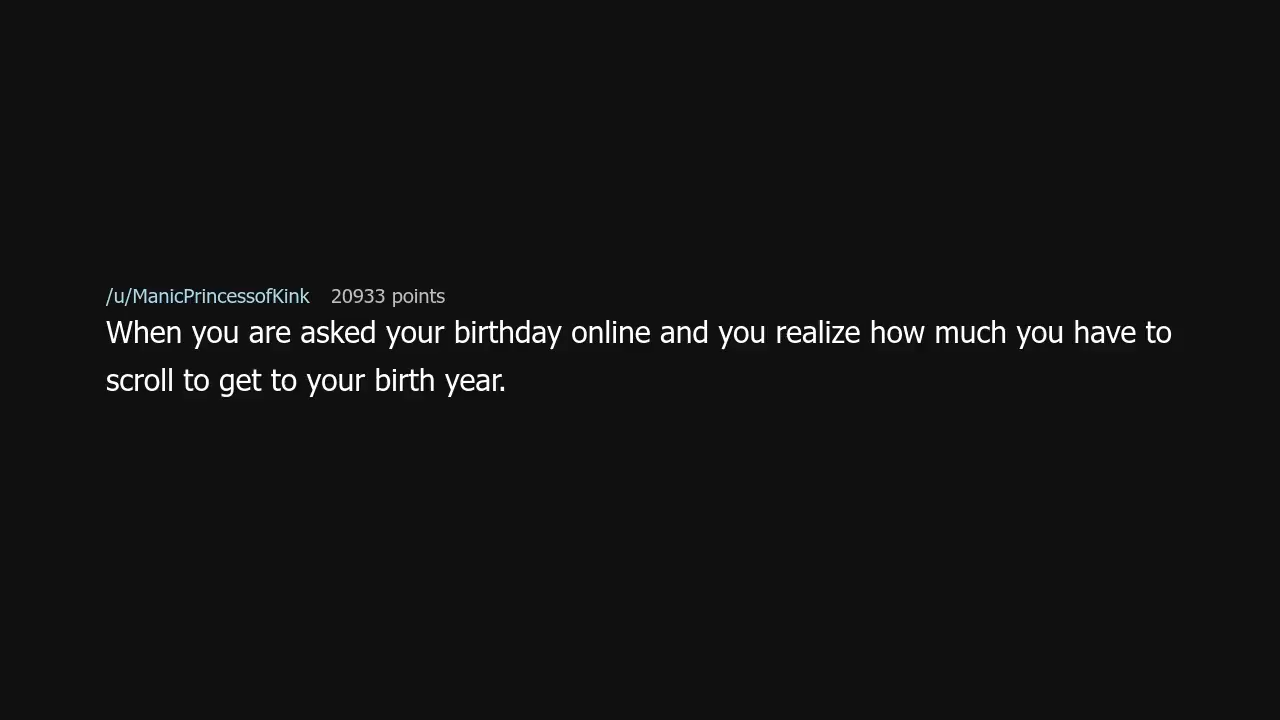 /u/ManicPrincessofKink 20933 points
When you are asked your birthday online and you realize how much you have to
scroll to get to your birth year.